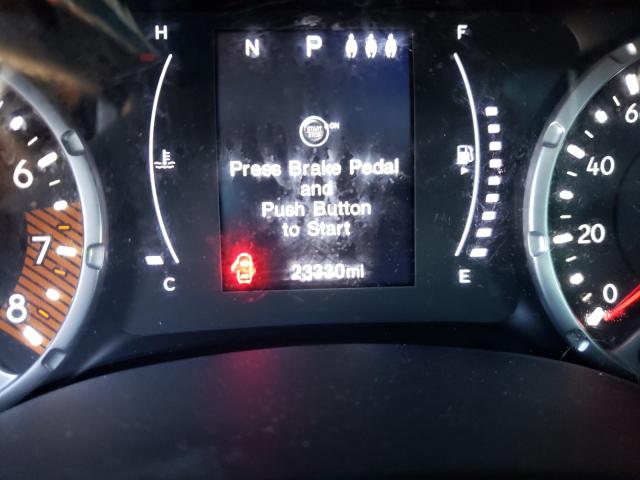 H
N P
F
START
STOP
ON
Press Brake Pedal
and
Push Button
to Start
23330mi
C
E
6
7
8
40
20
0